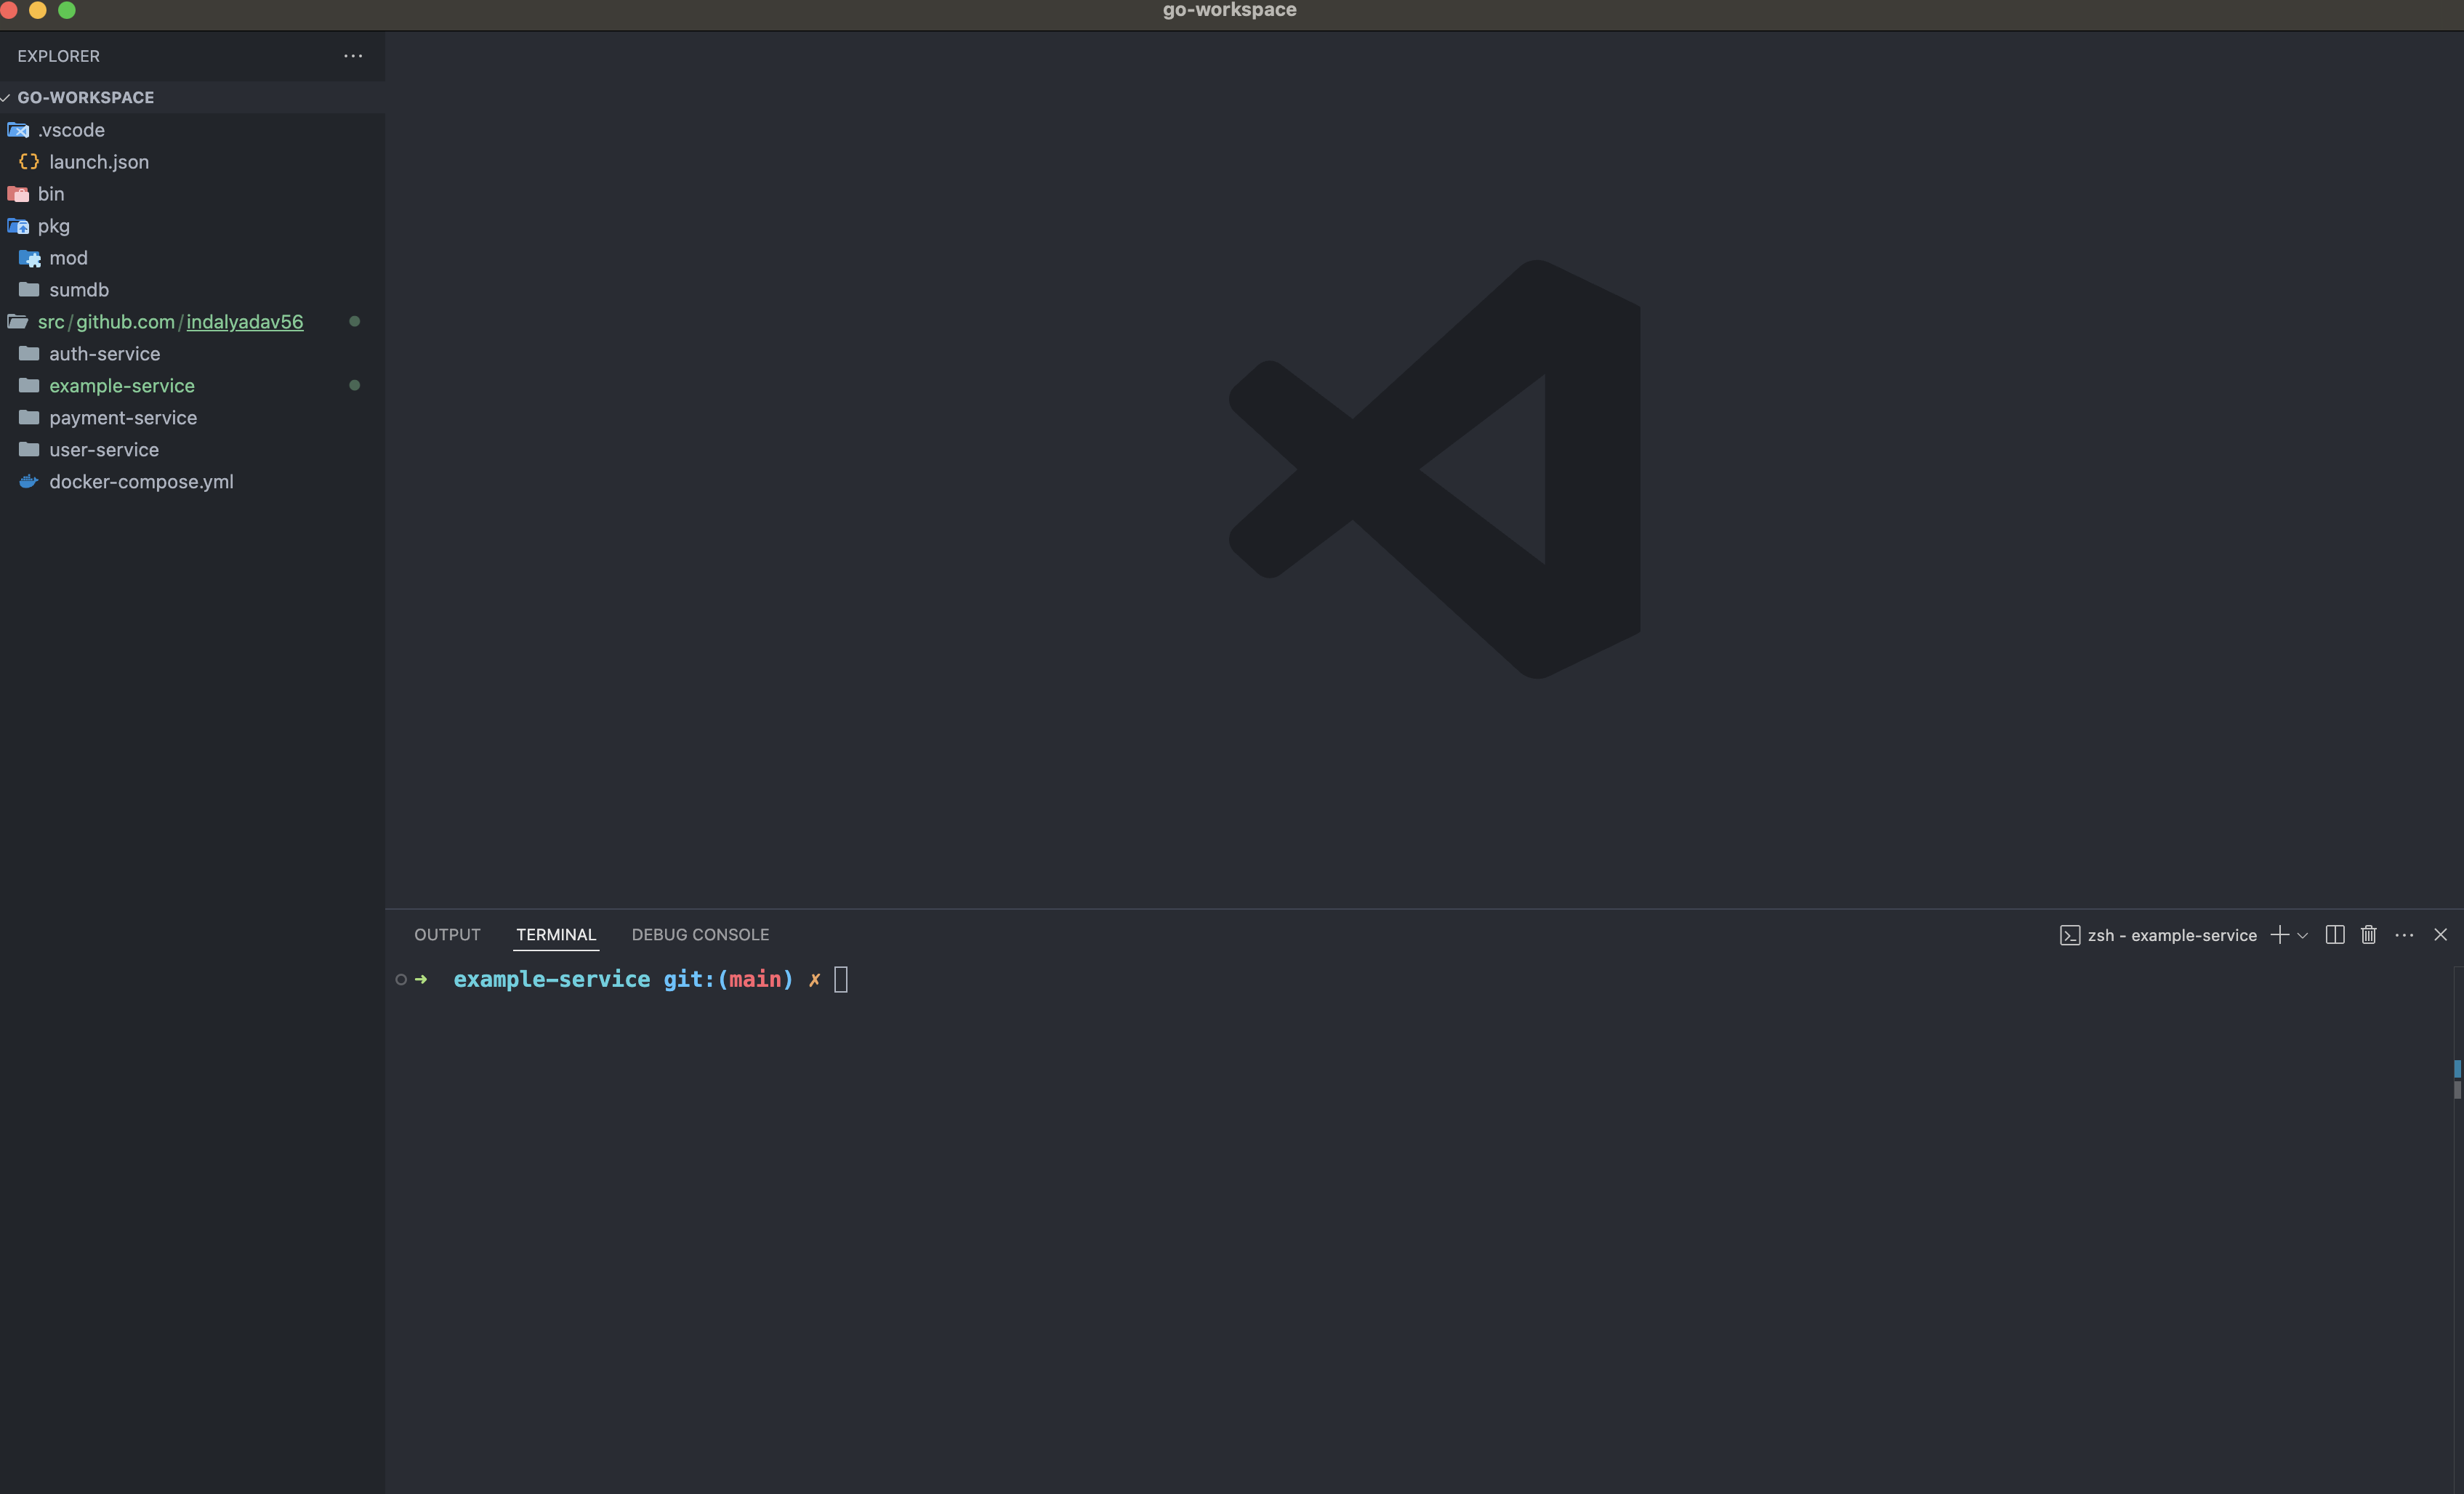 go-workspace
EXPLORER
GO-WORKSPACE
.vscode
launch.json
bin
pkg
mod
sumdb
src/github.com/indalyadav56
auth-service
example-service
payment-service
user-service
docker-compose.yml
OUTPUT TERMINAL DEBUG CONSOLE zsh - example-service
➜ example-service git:(main) ✗